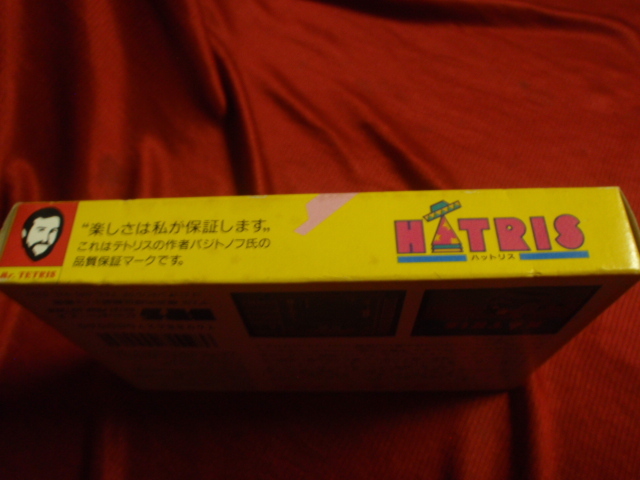 "楽しさは私が保証します。"
これはテトリスの作者パジトノフ氏の
品質保証マークです。
Mr. TETRIS
HATRIS
ハットリス